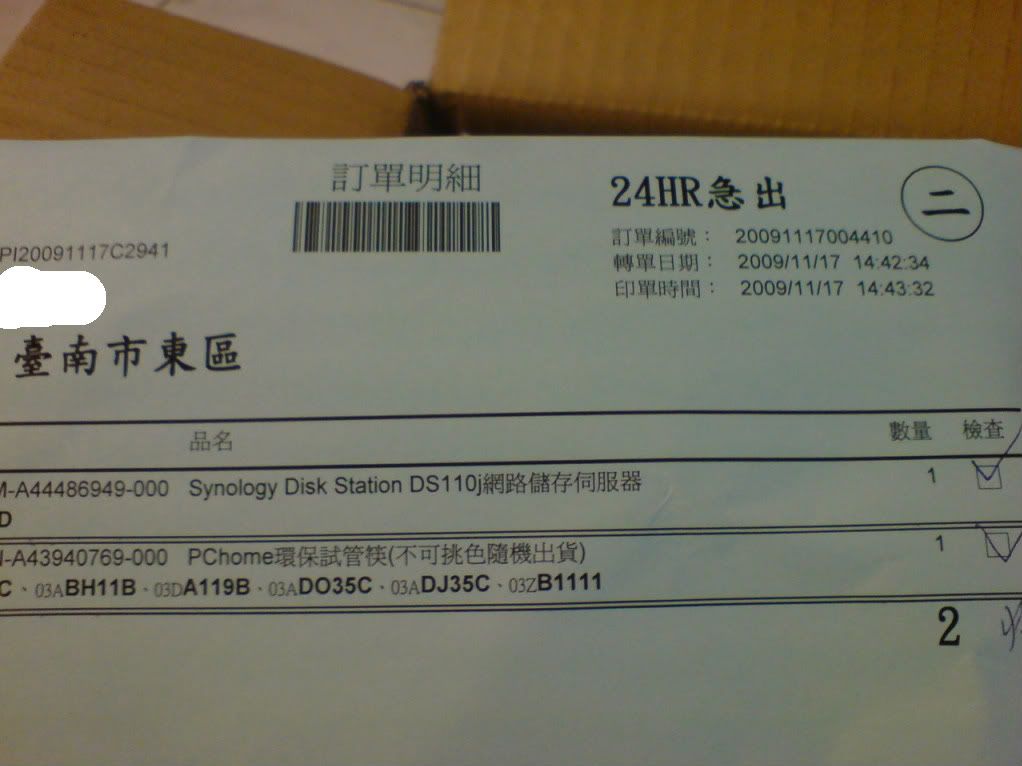 訂單明細
24HR急出
二
訂單編號： 20091117004410
PI20091117C2941
轉單日期： 2009/11/17 14:42:34
印單時間： 2009/11/17 14:43:32
臺南市東區
品名 數量 檢查
M-A44486949-000 Synology Disk Station DS110j網路儲存伺服器 1
D
-A43940769-000 PChome環保試管筷(不可挑色隨機出貨) 1
C、03ABH11B、03DA119B、03ADO35C、03ADJ35C、03ZB1111
2